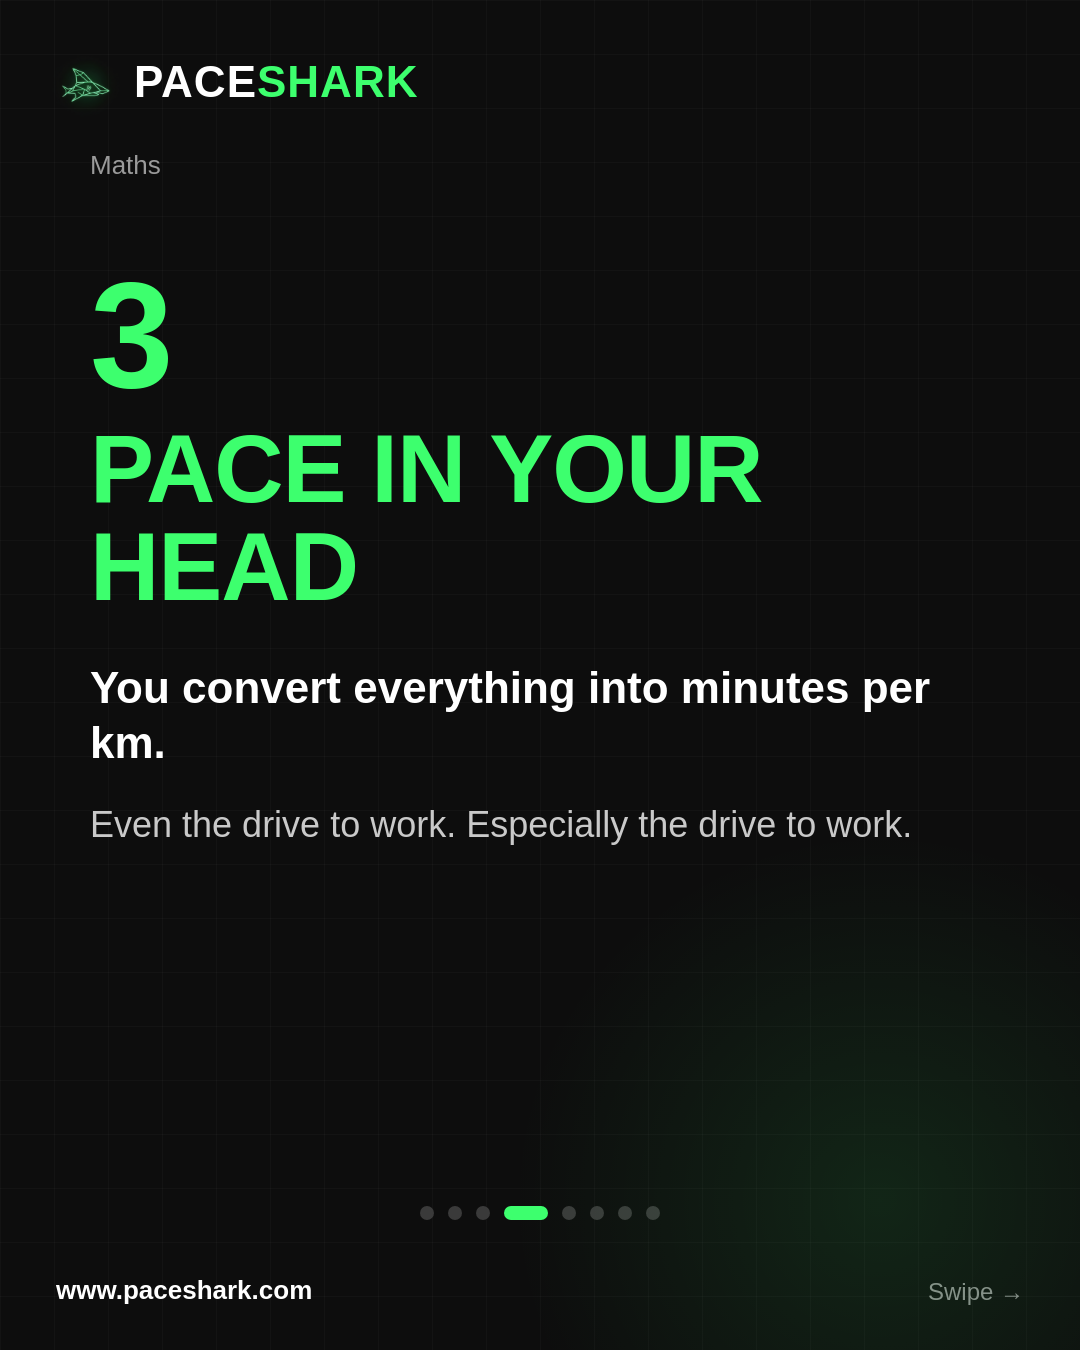 PACESHARK
Maths
3
PACE IN YOUR
HEAD
You convert everything into minutes per
km.
Even the drive to work. Especially the drive to work.
www.paceshark.com
Swipe →